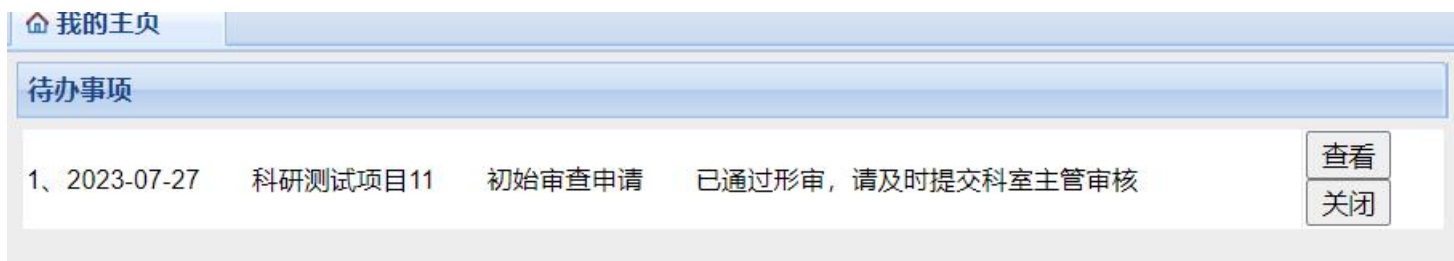 我的主页
待办事项
1、2023-07-27 科研测试项目11 初始审查申请 已通过形审，请及时提交科室主管审核
查看
关闭